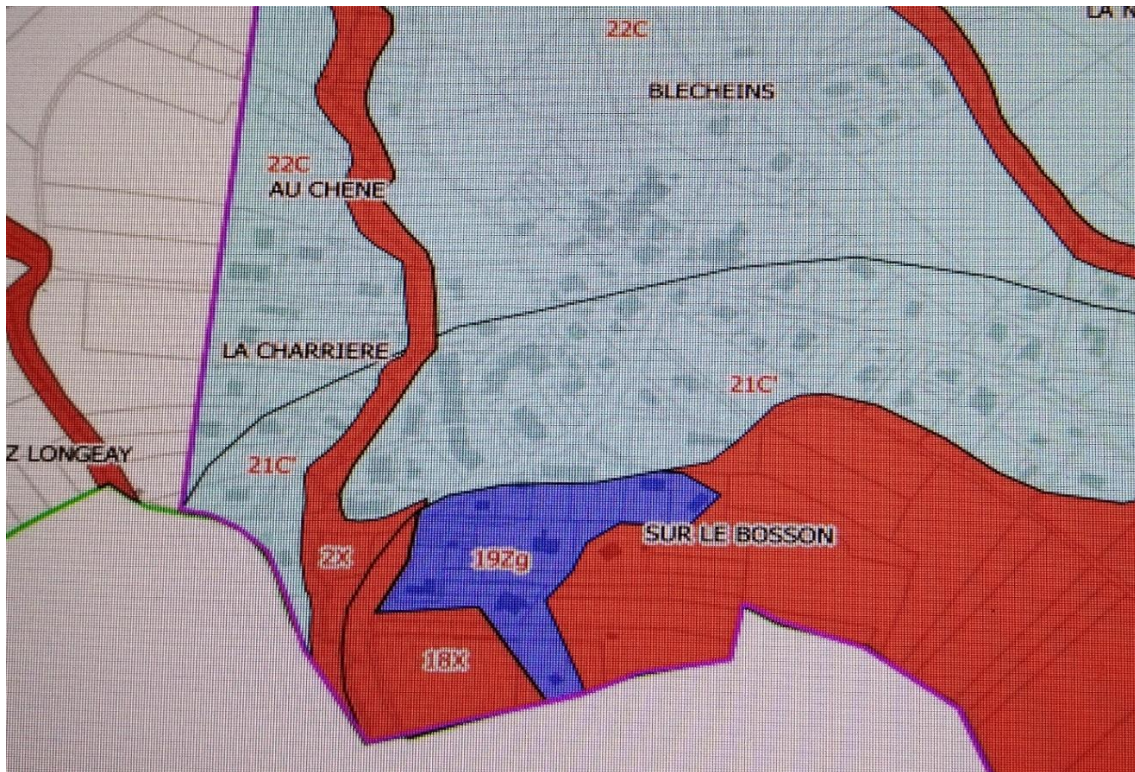 22C
BLECHEINS
22C
AU CHENE
LA CHARRIERE
21C'
Z LONGEAY
21C'
SUR LE BOSSON
2X
19Zg
18X